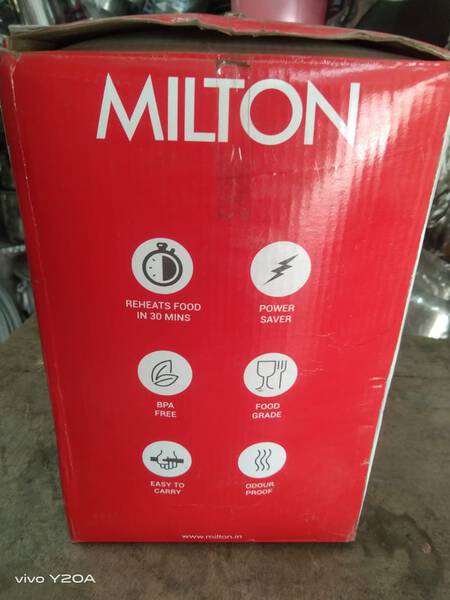 MILTON
REHEATS FOOD
IN 30 MINS
POWER
SAVER
BPA
FREE
FOOD
GRADE
EASY TO
CARRY
ODOUR
PROOF
www.milton.in
vivo Y20A